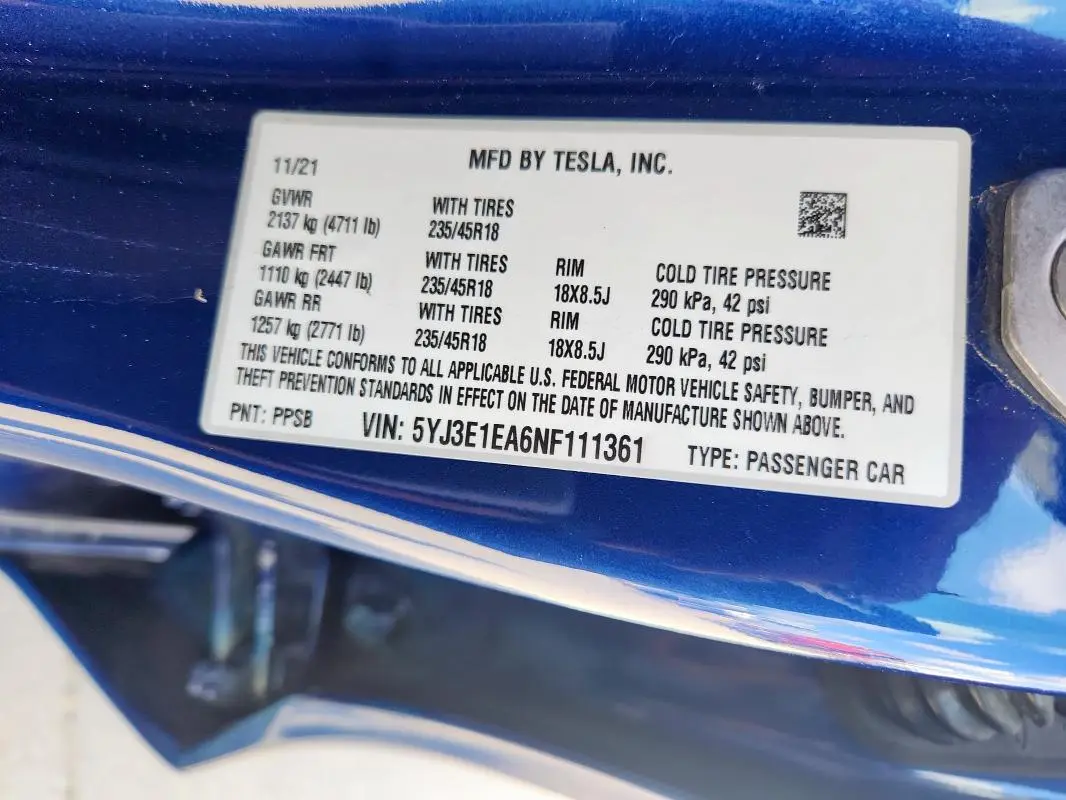 11/21 MFD BY TESLA, INC.
GVWR WITH TIRES
2137 kg (4711 lb) 235/45R18
GAWR FRT WITH TIRES RIM COLD TIRE PRESSURE
1110 kg (2447 lb) 235/45R18 18X8.5J 290 kPa, 42 psi
GAWR RR WITH TIRES RIM COLD TIRE PRESSURE
1257 kg (2771 lb) 235/45R18 18X8.5J 290 kPa, 42 psi
THIS VEHICLE CONFORMS TO ALL APPLICABLE U.S. FEDERAL MOTOR VEHICLE SAFETY, BUMPER, AND
THEFT PREVENTION STANDARDS IN EFFECT ON THE DATE OF MANUFACTURE SHOWN ABOVE.
PNT: PPSB VIN: 5YJ3E1EA6NF111361 TYPE: PASSENGER CAR